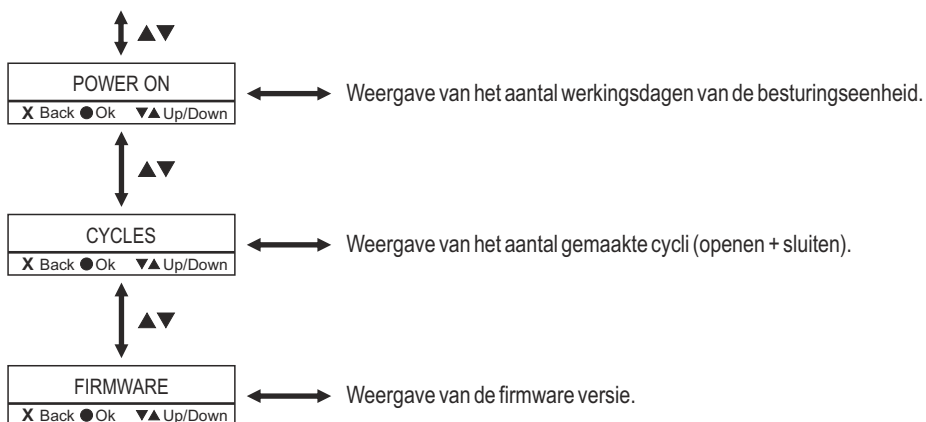 ▲▼
POWER ON
X Back ●Ok ▼▲Up/Down
Weergave van het aantal werkingsdagen van de besturingseenheid.
▲▼
CYCLES
X Back ●Ok ▼▲Up/Down
Weergave van het aantal gemaakte cycli (openen + sluiten).
▲▼
FIRMWARE
X Back ●Ok ▼▲Up/Down
Weergave van de firmware versie.